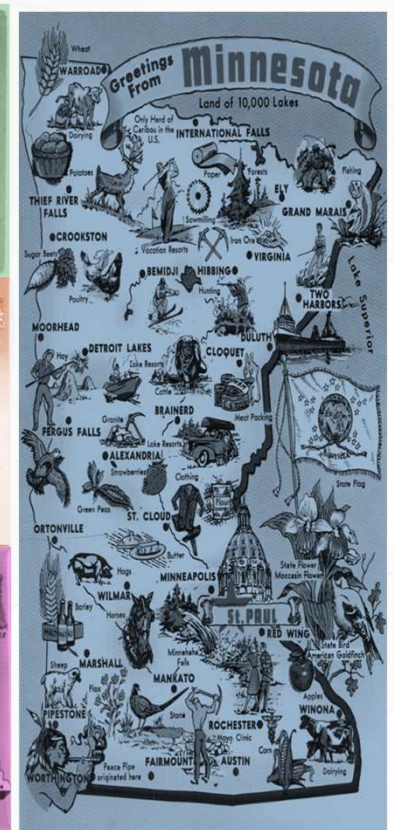 Greetings
From
Minnesota
Land of 10,000 Lakes
Wheat
WARROAD
Dairying
Only Herd of
Caribou in the
U.S.
INTERNATIONAL FALLS
Potatoes
Paper
Forests
Fishing
ELY
THIEF RIVER
FALLS
Sawmilling
GRAND MARAIS
CROOKSTON
Vacation Resorts
Iron Ore
VIRGINIA
Sugar Beets
BEMIDJI
HIBBING
Hunting
Poultry
TWO
HARBORS
Lake Superior
MOORHEAD
DULUTH
Hay
DETROIT LAKES
CLOQUET
Lake Resorts
Cattle
Meat Packing
BRAINERD
Granite
FERGUS FALLS
Lake Resorts
ALEXANDRIA
Strawberries
State Flag
Clothing
Green Peas
ST. CLOUD
Flour
ORTONVILLE
Butter
State Flower
Moccasin Flower
Hogs
MINNEAPOLIS
WILMAR
Barley
Horses
ST. PAUL
RED WING
Minnehaha
Falls
State Bird
American Goldfinch
Sheep
MARSHALL
Flax
MANKATO
Apples
PIPESTONE
Stone
ROCHESTER
Mayo Clinic
WINONA
Corn
Peace Pipe
originated here
WORTHINGTON
FAIRMOUNT
AUSTIN
Dairying